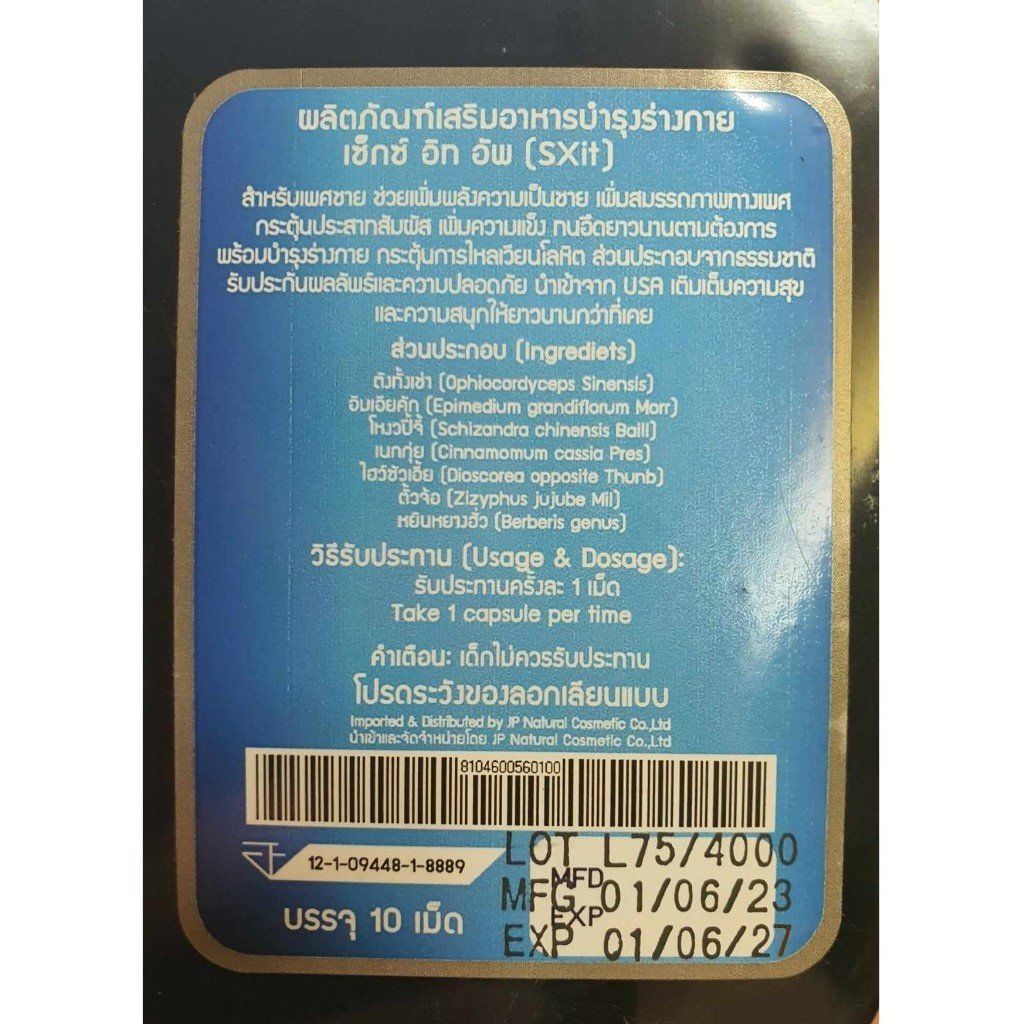 ผลิตภัณฑ์เสริมอาหารบำรุงร่างกาย
เซ็กซ์ อิท อัพ (SXit)
สำหรับเพศชาย ช่วยเพิ่มพลังความเป็นชาย เพิ่มสมรรถภาพทางเพศ
กระตุ้นประสาทสัมพัส เพิ่มความแข็ง ทนอึดยาวนานตามต้องการ
พร้อมบำรุงร่างกาย กระตุ้นการไหลเวียนโลหิต ส่วนประกอบจากธรรมชาติ
รับประกันผลลัพธ์และความปลอดภัย นำเข้าจาก USA เติมเต็มความสุข
และความสนุกให้ยาวนานกว่าที่เคย
ส่วนประกอบ (Ingrediets)
ตังทั้งเช่า (Ophiocordyceps Sinensis)
อิมเอียคัก (Epimedium grandiflorum Morr)
โหงวปี้จี้ (Schizandra chinensis Baill)
เนกกุ่ย (Cinnamomum cassia Pres)
ไฮว์ซัวเอี๋ย (Dioscorea opposite Thunb)
ตั้วจ้อ (Zizyphus jujube Mil)
หยินหยางฮั่ว (Berberis genus)
วิธีรับประทาน (Usage & Dosage):
รับประทานครั้งละ 1 เม็ด
Take 1 capsule per time
คำเตือน: เด็กไม่ควรรับประทาน
โปรดระวังของลอกเลียนแบบ
Imported & Distributed by JP Natural Cosmetic Co.,Ltd
นำเข้าและจัดจำหน่ายโดย JP Natural Cosmetic Co.,Ltd
8104600560100
12-1-09448-1-8889
บรรจุ 10 เม็ด
LOT L75/4000
MFD
MFG 01/06/23
EXP
EXP 01/06/27